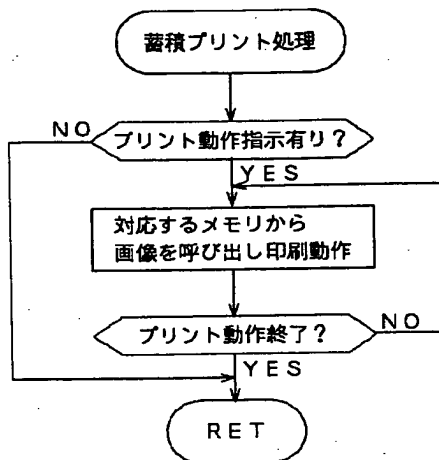 蓄積プリント処理
NO
プリント動作指示有り？
YES
対応するメモリから
画像を呼び出し印刷動作
プリント動作終了？
NO
YES
RET